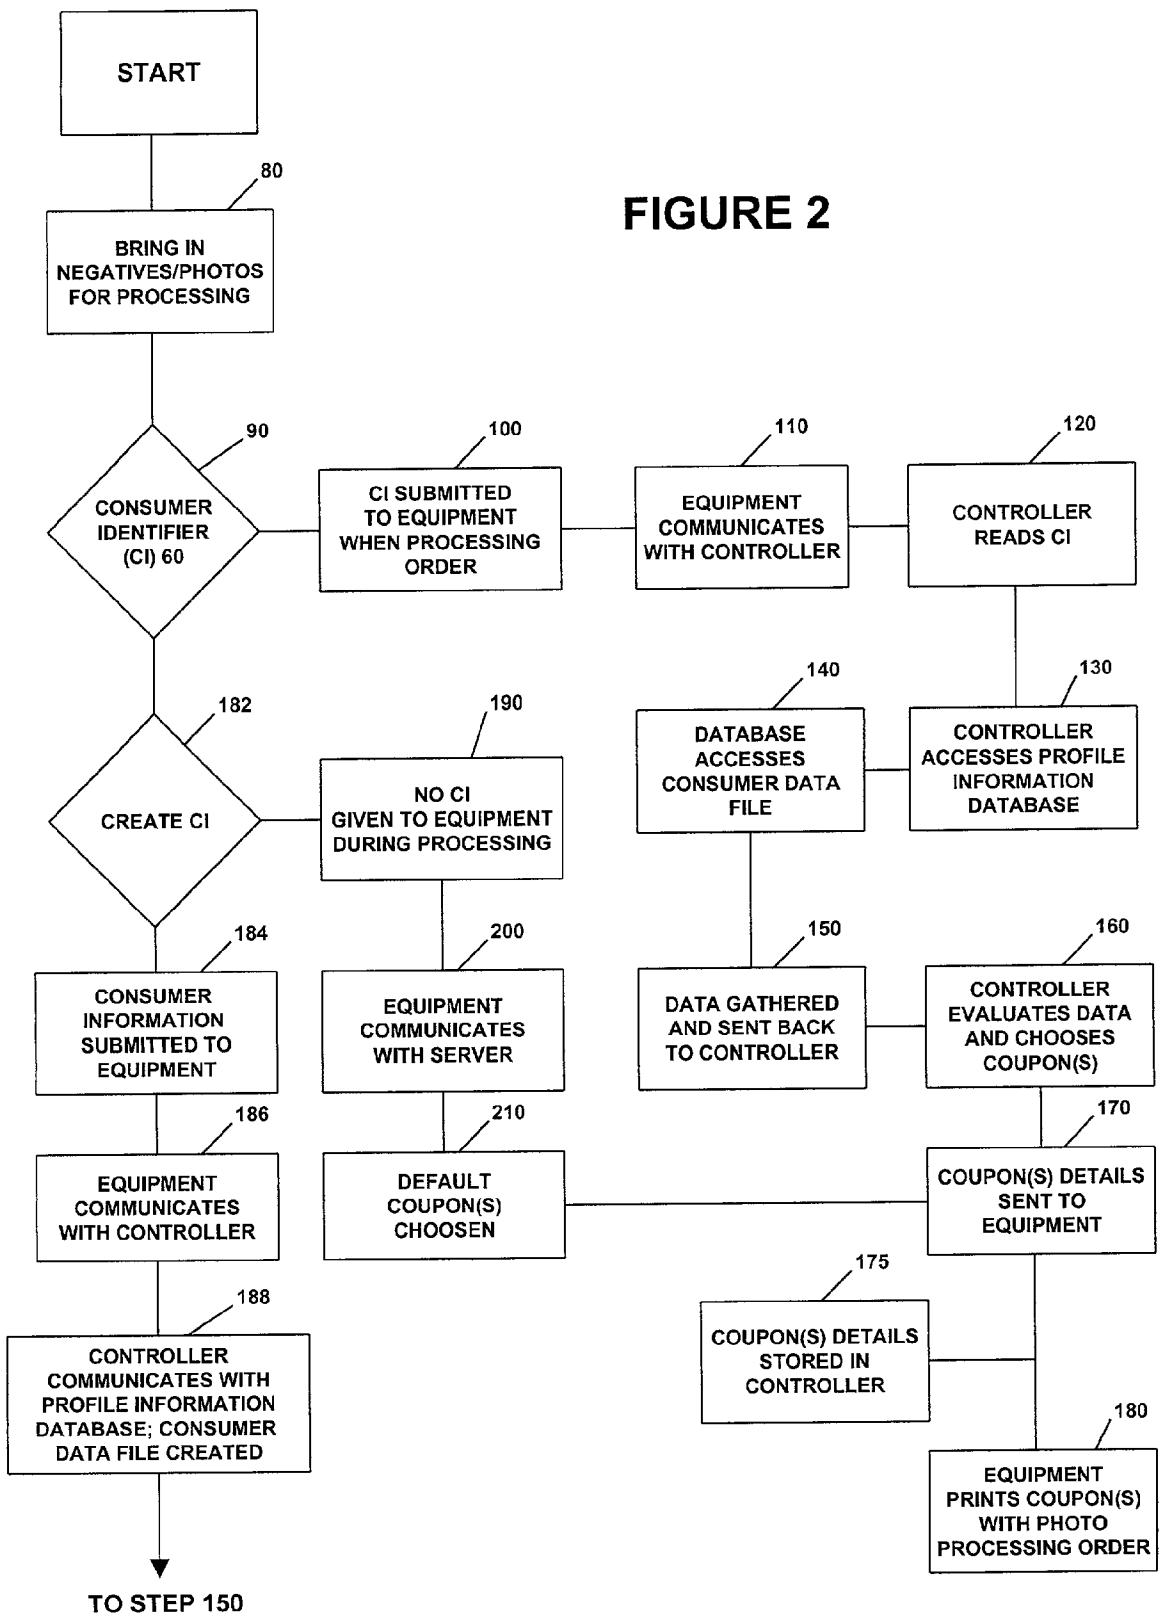 START
80
FIGURE 2
BRING IN
NEGATIVES/PHOTOS
FOR PROCESSING
90
CONSUMER
IDENTIFIER
(CI) 60
100
CI SUBMITTED
TO EQUIPMENT
WHEN PROCESSING
ORDER
110
EQUIPMENT
COMMUNICATES
WITH CONTROLLER
120
CONTROLLER
READS CI
130
CONTROLLER
ACCESSES PROFILE
INFORMATION
DATABASE
140
DATABASE
ACCESSES
CONSUMER DATA
FILE
182
CREATE CI
190
NO CI
GIVEN TO EQUIPMENT
DURING PROCESSING
150
DATA GATHERED
AND SENT BACK
TO CONTROLLER
160
CONTROLLER
EVALUATES DATA
AND CHOOSES
COUPON(S)
184
CONSUMER
INFORMATION
SUBMITTED TO
EQUIPMENT
200
EQUIPMENT
COMMUNICATES
WITH SERVER
186
EQUIPMENT
COMMUNICATES
WITH CONTROLLER
210
DEFAULT
COUPON(S)
CHOOSEN
170
COUPON(S) DETAILS
SENT TO
EQUIPMENT
175
COUPON(S) DETAILS
STORED IN
CONTROLLER
188
CONTROLLER
COMMUNICATES WITH
PROFILE INFORMATION
DATABASE; CONSUMER
DATA FILE CREATED
180
EQUIPMENT
PRINTS COUPON(S)
WITH PHOTO
PROCESSING ORDER
TO STEP 150